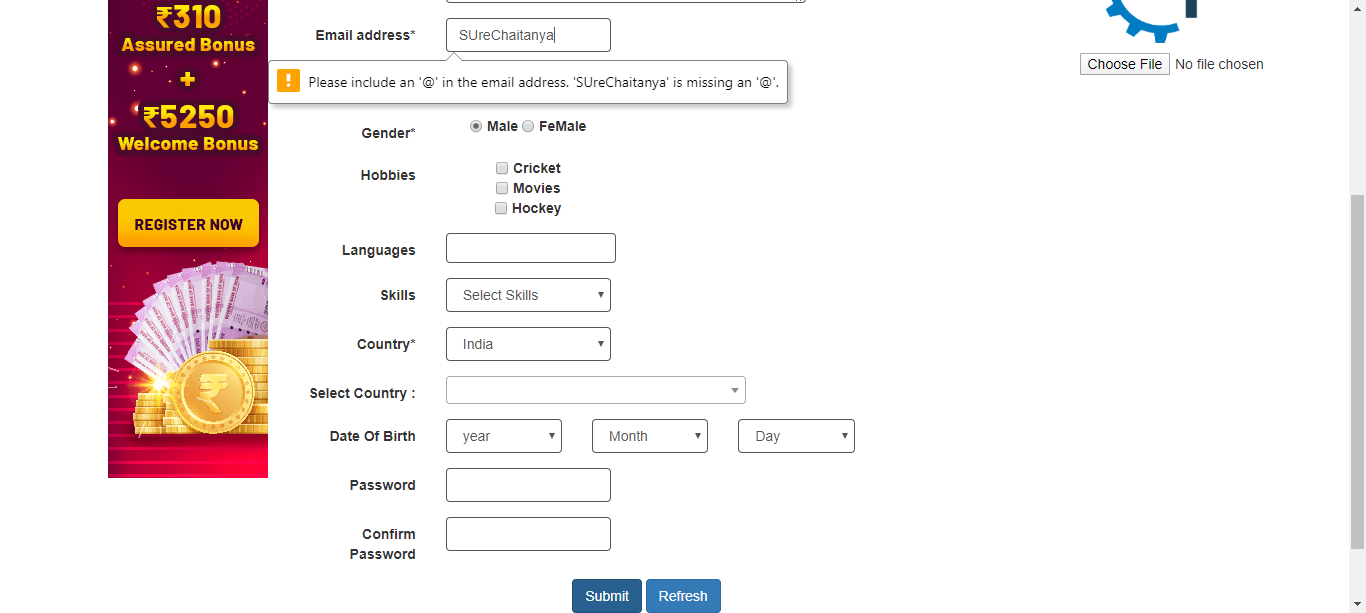 ₹310
Assured Bonus
+
₹5250
Welcome Bonus
REGISTER NOW
Email address*
SUreChaitanya
Choose File No file chosen
! Please include an '@' in the email address. 'SUreChaitanya' is missing an '@'.
Gender*
Male FeMale
Hobbies
Cricket
Movies
Hockey
Languages
Skills
Select Skills
Country*
India
Select Country :
Date Of Birth
year Month Day
Password
Confirm
Password
Submit Refresh